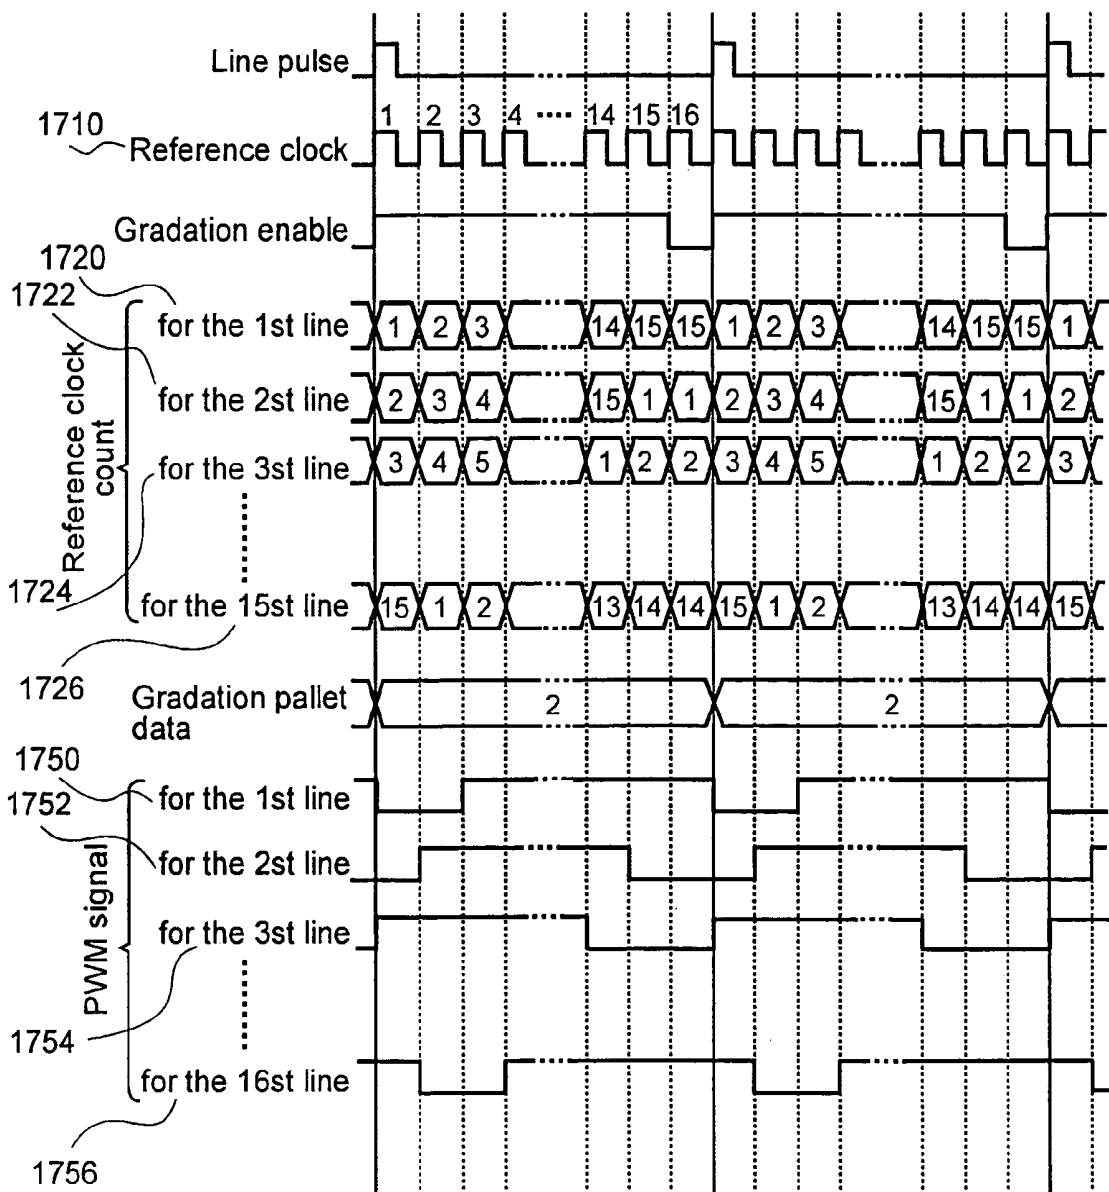 Line pulse
1 2 3 4 ····· 14 15 16
1710
Reference clock
Gradation enable
1720
1722
Reference clock count
for the 1st line 1 2 3 14 15 15 1 2 3 14 15 15 1
for the 2st line 2 3 4 15 1 1 2 3 4 15 1 1 2
for the 3st line 3 4 5 1 2 2 3 4 5 1 2 2 3
1724
for the 15st line 15 1 2 13 14 14 15 1 2 13 14 14 15
1726
Gradation pallet
data
2 2
1750
1752
PWM signal
for the 1st line
for the 2st line
for the 3st line
1754
for the 16st line
1756